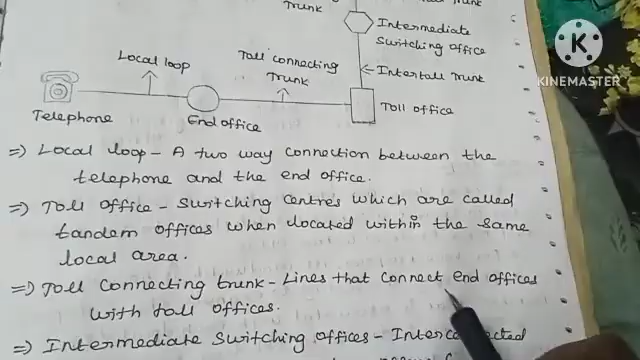 Trunk
Trunk
Intermediate
Switching office
Local loop
Toll connecting
Trunk
Intertoll Trunk
KINEMASTER
Toll office
Telephone
End office
=> Local loop - A two way connection between the
telephone and the end office.
=> Toll office - Switching centres which are called
tandem offices when located within the same
local area.
=> Toll Connecting trunk - Lines that connect end offices
with toll offices.
=> Intermediate Switching offices - Interconnected